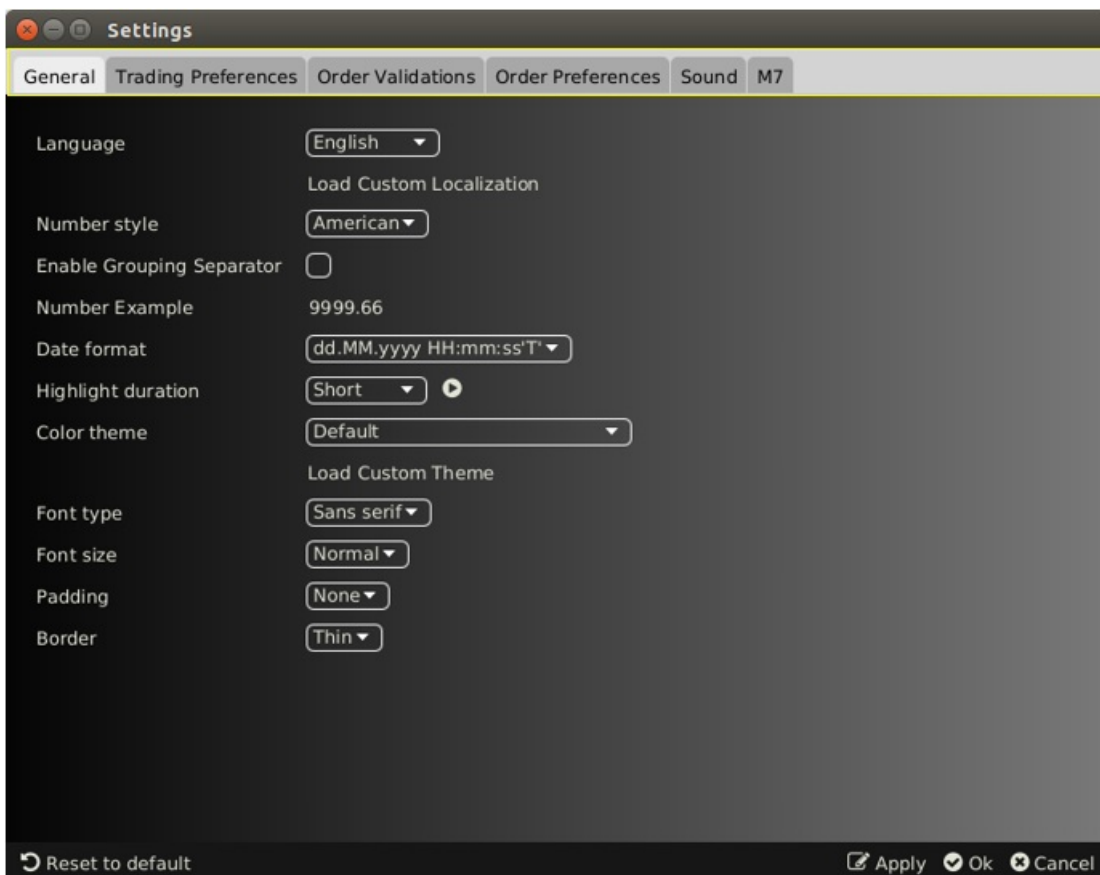 Settings
General Trading Preferences Order Validations Order Preferences Sound M7
Language English
Load Custom Localization
Number style American
Enable Grouping Separator
Number Example 9999.66
Date format dd.MM.yyyy HH:mm:ss'T'
Highlight duration Short
Color theme Default
Load Custom Theme
Font type Sans serif
Font size Normal
Padding None
Border Thin
Reset to default Apply Ok Cancel